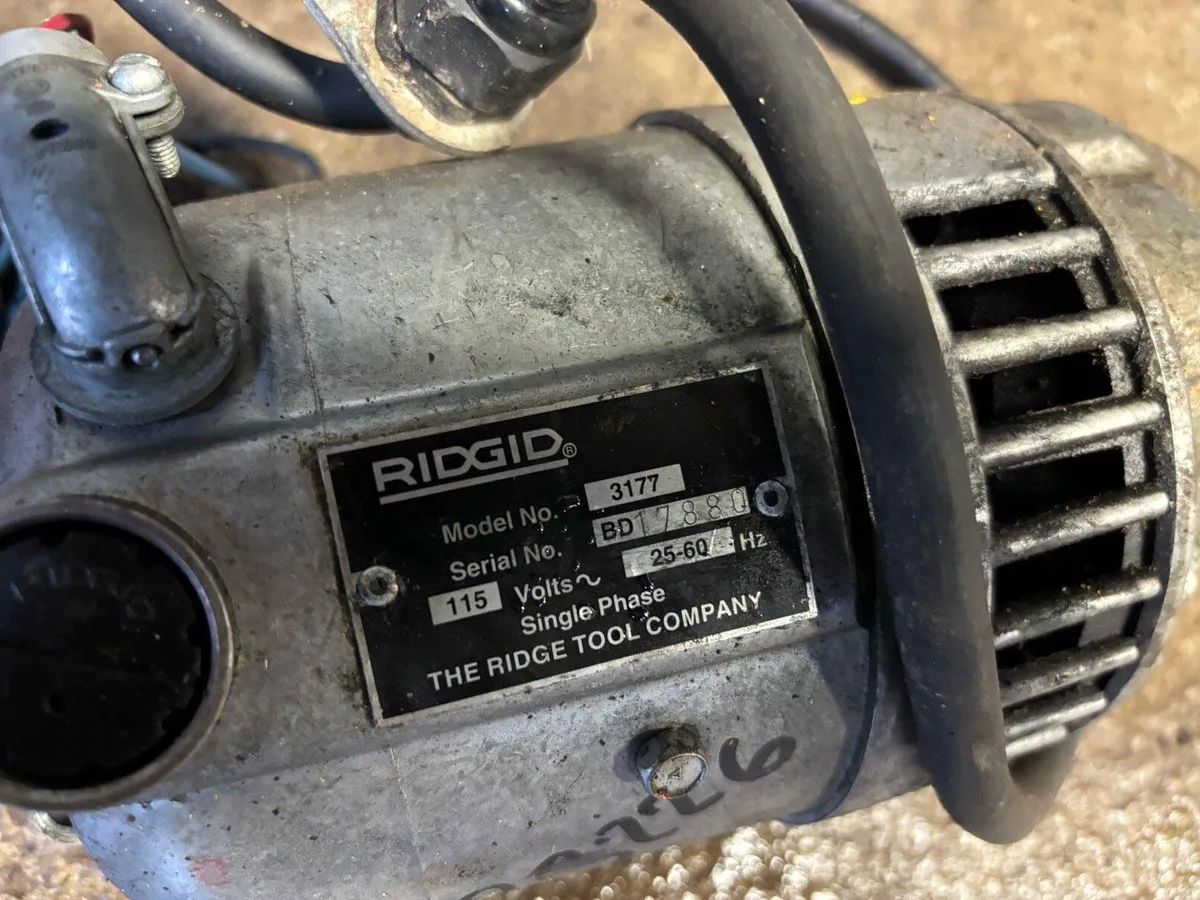 RIDGID®
Model No. 3177
Serial No. BD17880
115 Volts~ 25-60/- Hz
Single Phase
THE RIDGE TOOL COMPANY